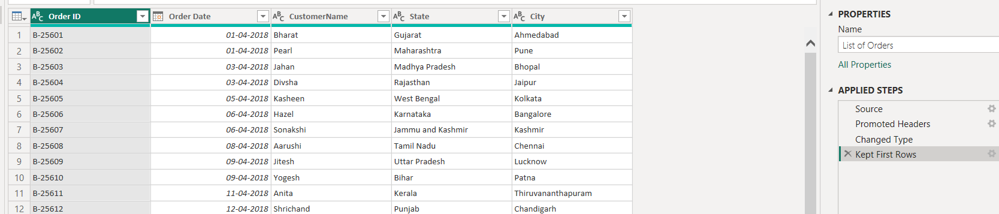 ABC Order ID Order Date ABC CustomerName ABC State ABC City
1 B-25601 01-04-2018 Bharat Gujarat Ahmedabad
2 B-25602 01-04-2018 Pearl Maharashtra Pune
3 B-25603 03-04-2018 Jahan Madhya Pradesh Bhopal
4 B-25604 03-04-2018 Divsha Rajasthan Jaipur
5 B-25605 05-04-2018 Kasheen West Bengal Kolkata
6 B-25606 06-04-2018 Hazel Karnataka Bangalore
7 B-25607 06-04-2018 Sonakshi Jammu and Kashmir Kashmir
8 B-25608 08-04-2018 Aarushi Tamil Nadu Chennai
9 B-25609 09-04-2018 Jitesh Uttar Pradesh Lucknow
10 B-25610 09-04-2018 Yogesh Bihar Patna
11 B-25611 11-04-2018 Anita Kerala Thiruvananthapuram
12 B-25612 12-04-2018 Shrichand Punjab Chandigarh
PROPERTIES
Name
List of Orders
All Properties
APPLIED STEPS
Source
Promoted Headers
Changed Type
Kept First Rows